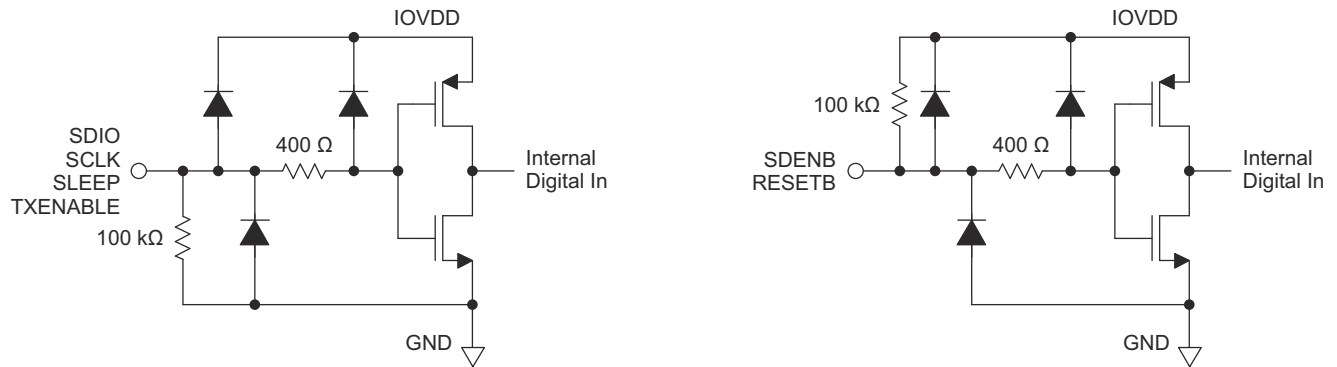 IOVDD
SDIO
SCLK
SLEEP
TXENABLE
400 Ω
100 kΩ
Internal
Digital In
GND
IOVDD
100 kΩ
400 Ω
SDENB
RESETB
Internal
Digital In
GND